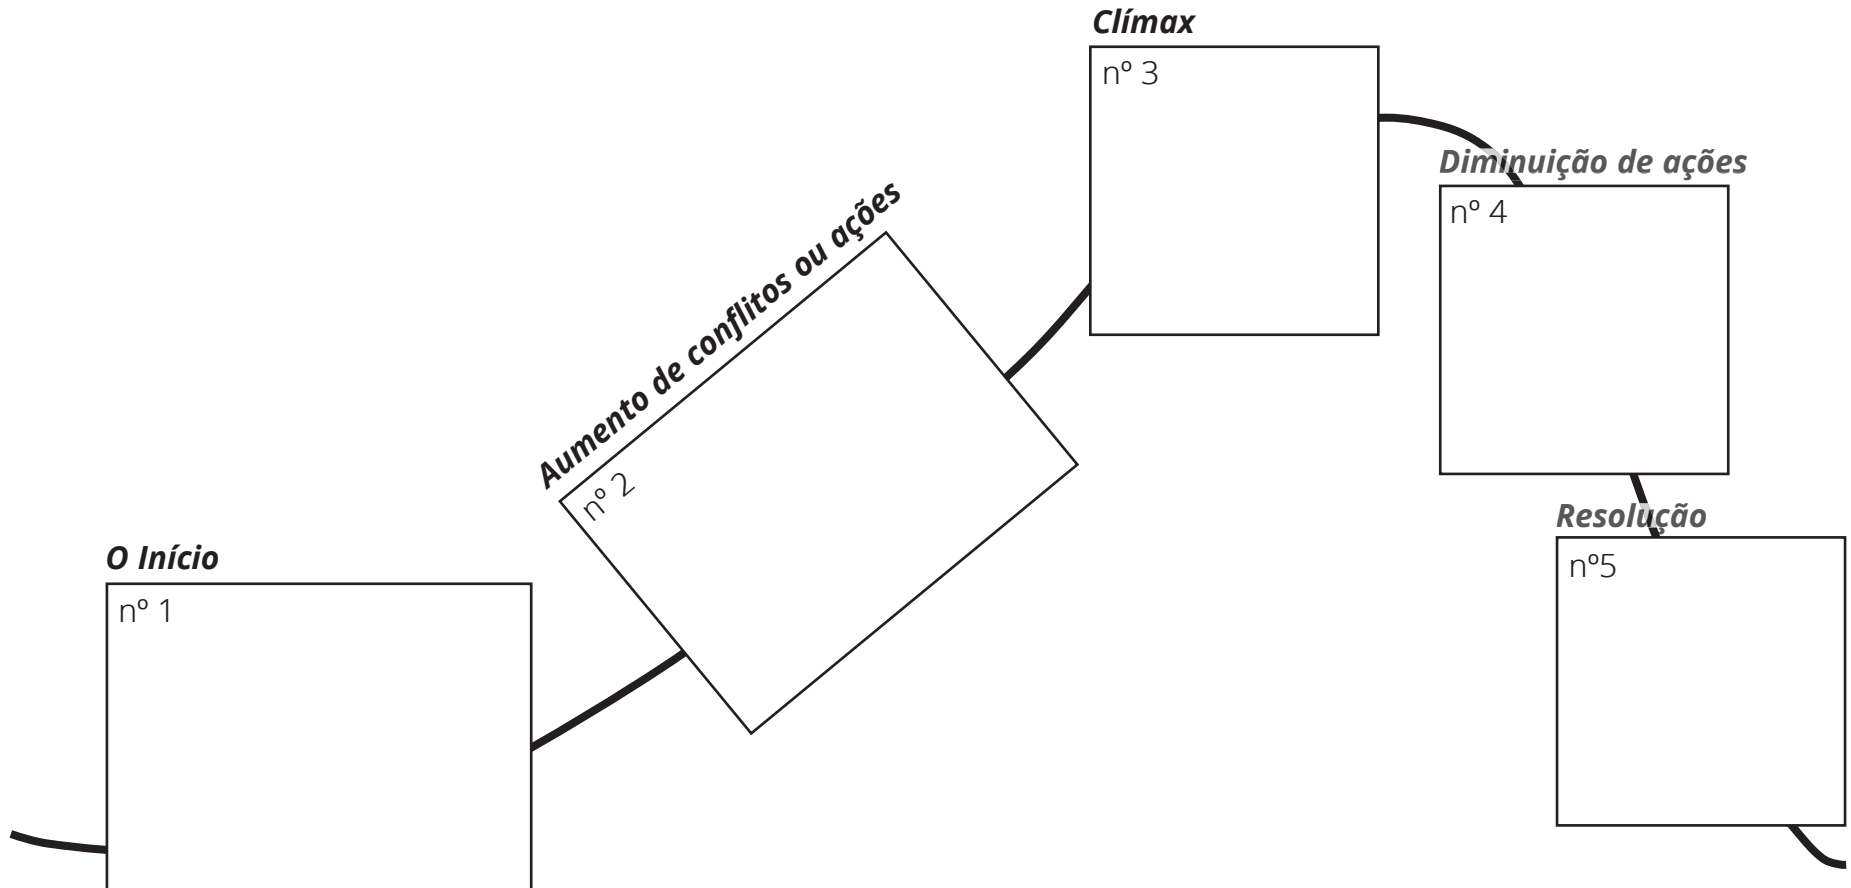 O Início
nº 1
Aumento de conflitos ou ações
nº 2
Clímax
nº 3
Diminuição de ações
nº 4
Resolução
nº5